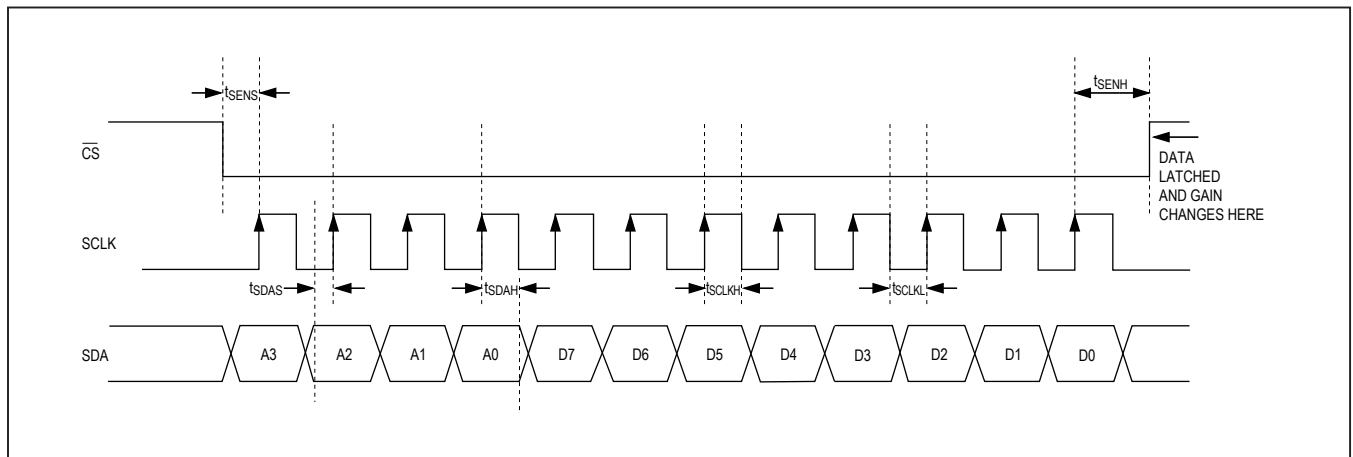 tSENS
tSENH
CS
DATA
LATCHED
AND GAIN
CHANGES HERE
SCLK
tSDAS
tSDAH
tSCLKH
tSCLKL
SDA
A3 A2 A1 A0 D7 D6 D5 D4 D3 D2 D1 D0